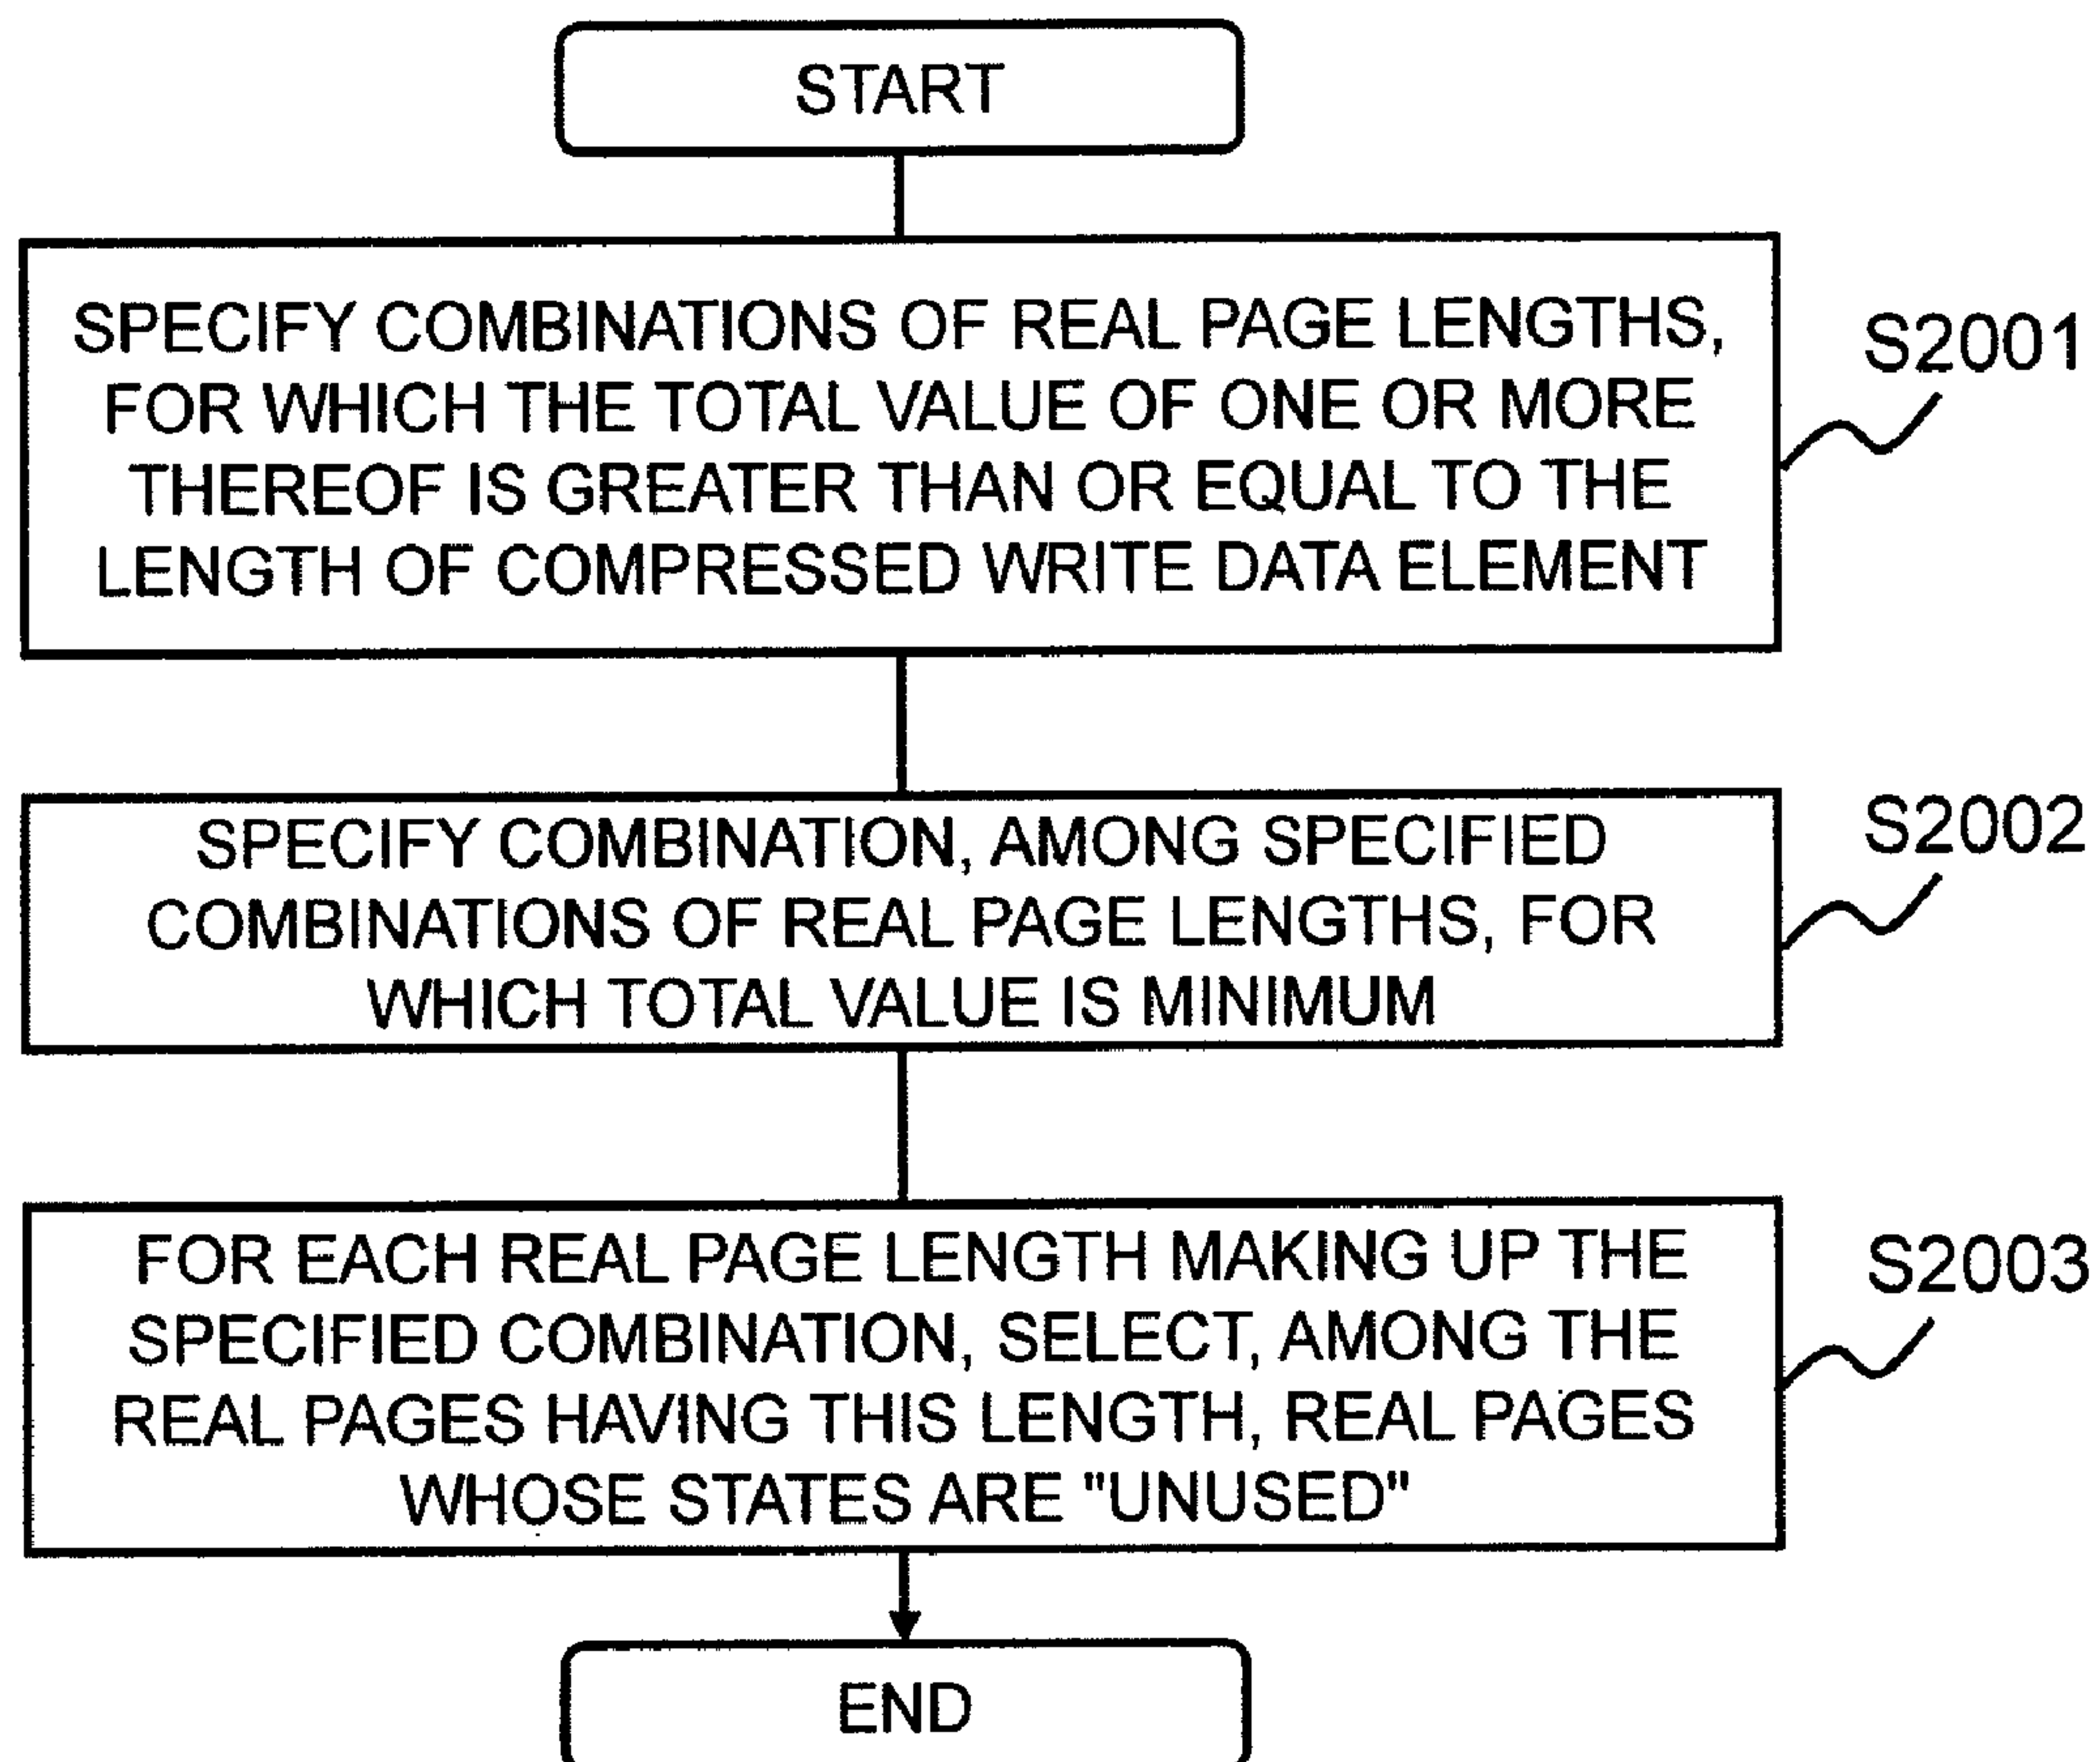 START
SPECIFY COMBINATIONS OF REAL PAGE LENGTHS,
FOR WHICH THE TOTAL VALUE OF ONE OR MORE
THEREOF IS GREATER THAN OR EQUAL TO THE
LENGTH OF COMPRESSED WRITE DATA ELEMENT
S2001
SPECIFY COMBINATION, AMONG SPECIFIED
COMBINATIONS OF REAL PAGE LENGTHS, FOR
WHICH TOTAL VALUE IS MINIMUM
S2002
FOR EACH REAL PAGE LENGTH MAKING UP THE
SPECIFIED COMBINATION, SELECT, AMONG THE
REAL PAGES HAVING THIS LENGTH, REAL PAGES
WHOSE STATES ARE "UNUSED"
S2003
END